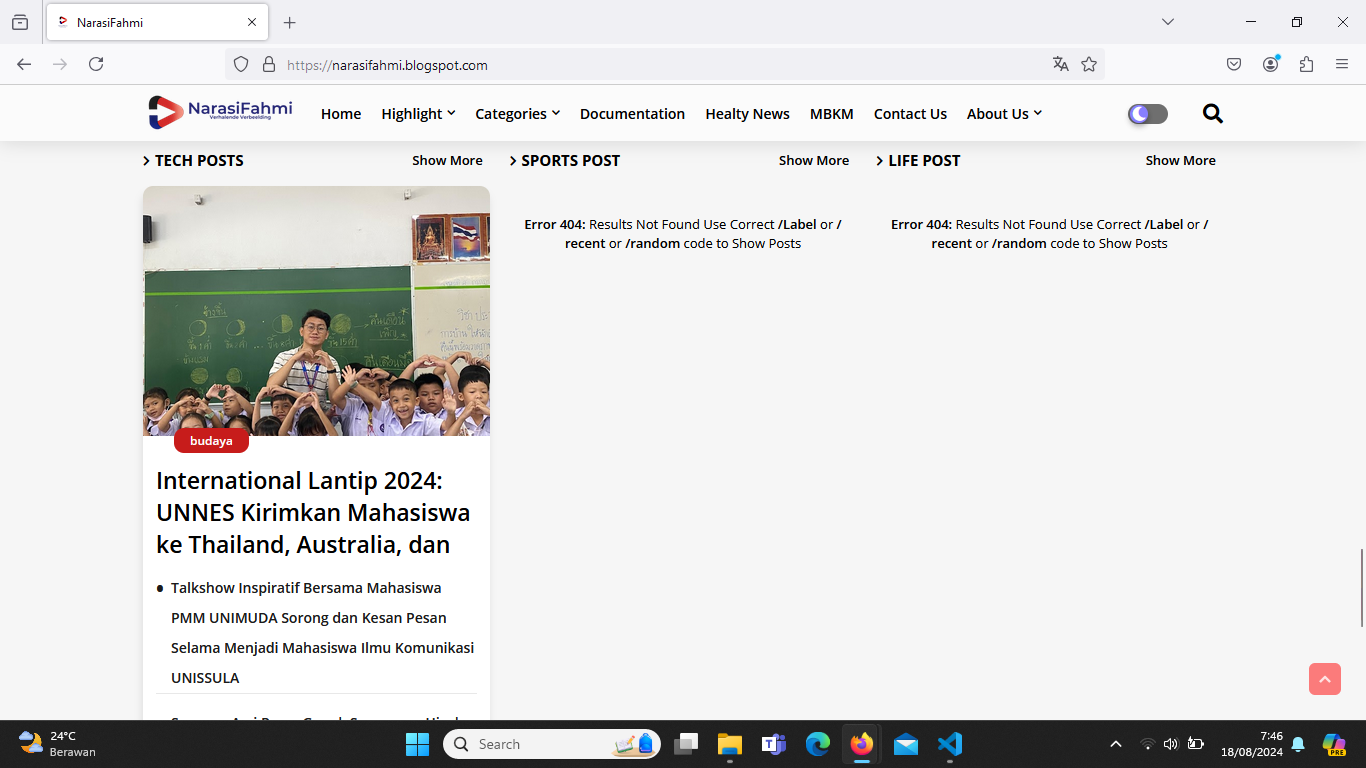 NarasiFahmi
https://narasifahmi.blogspot.com
NarasiFahmi
Verhalende Verbeelding
Home Highlight Categories Documentation Healty News MBKM Contact Us About Us
TECH POSTS Show More
SPORTS POST Show More
LIFE POST Show More
Error 404: Results Not Found Use Correct /Label or /
recent or /random code to Show Posts
Error 404: Results Not Found Use Correct /Label or /
recent or /random code to Show Posts
budaya
International Lantip 2024:
UNNES Kirimkan Mahasiswa
ke Thailand, Australia, dan
Talkshow Inspiratif Bersama Mahasiswa
PMM UNIMUDA Sorong dan Kesan Pesan
Selama Menjadi Mahasiswa Ilmu Komunikasi
UNISSULA
24°C
Berawan
Search
PRE
7:46
18/08/2024